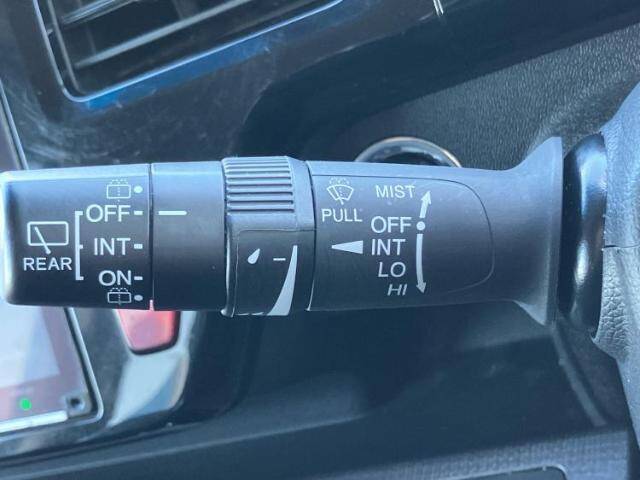 OFF
INT
ON
REAR
PULL
MIST
OFF
INT
LO
HI